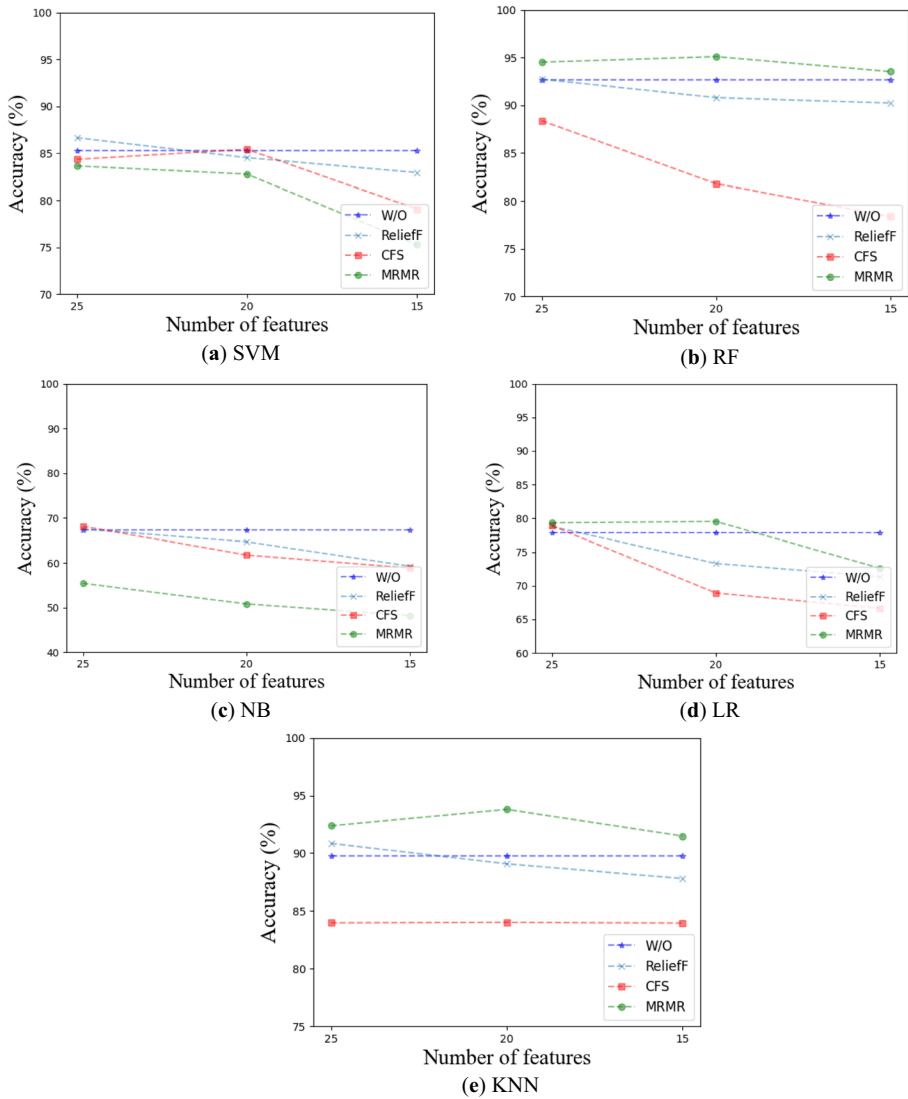 100
95
90
85
80
75
70
Accuracy (%)
W/O
ReliefF
CFS
MRMR
25
20
15
Number of features
(a) SVM
100
95
90
85
80
75
70
Accuracy (%)
W/O
ReliefF
CFS
MRMR
25
20
15
Number of features
(b) RF
100
90
80
70
60
50
40
Accuracy (%)
W/O
ReliefF
CFS
MRMR
25
20
15
Number of features
(c) NB
100
95
90
85
80
75
70
65
60
Accuracy (%)
W/O
ReliefF
CFS
MRMR
25
20
15
Number of features
(d) LR
100
95
90
85
80
75
Accuracy (%)
W/O
ReliefF
CFS
MRMR
25
20
15
Number of features
(e) KNN